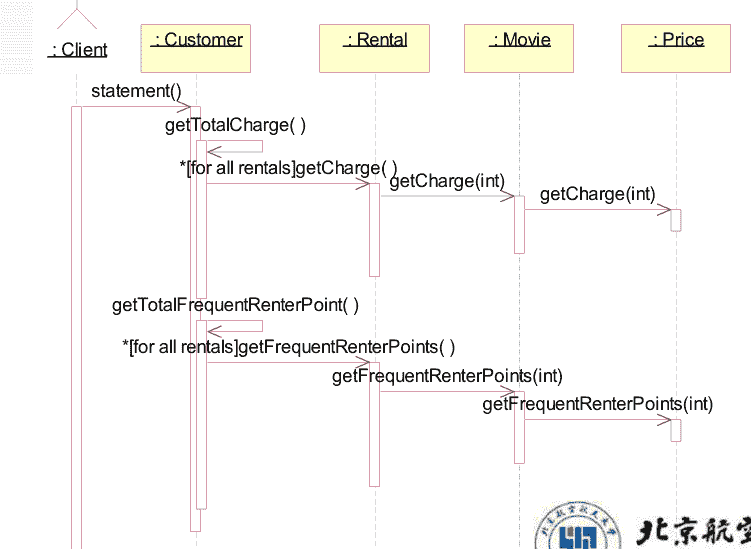 : Client
: Customer
: Rental
: Movie
: Price
statement()
getTotalCharge( )
*[for all rentals]getCharge( )
getCharge(int)
getCharge(int)
getTotalFrequentRenterPoint( )
*[for all rentals]getFrequentRenterPoints( )
getFrequentRenterPoints(int)
getFrequentRenterPoints(int)
北京航空